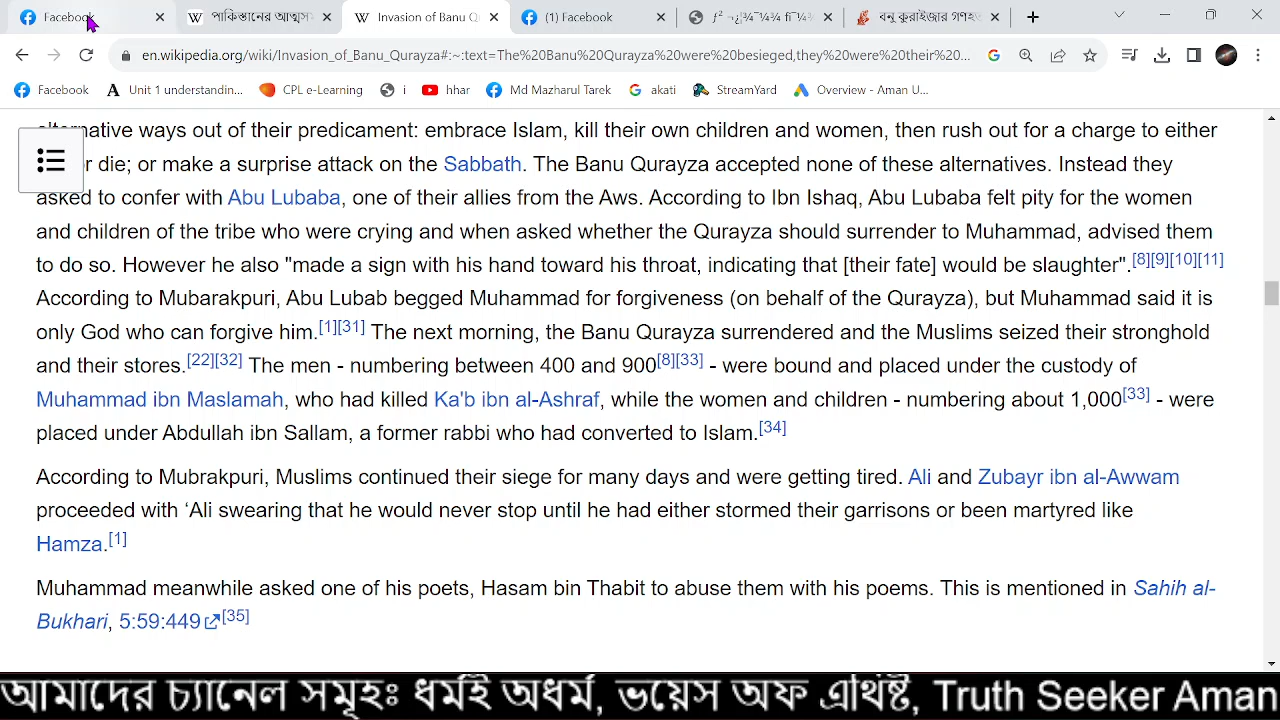 Facebook
পাকিস্তানের আত্মসম
Invasion of Banu Q
(1) Facebook
বনু কুরাইজার গণহত
en.wikipedia.org/wiki/Invasion_of_Banu_Qurayza#:~:text=The%20Banu%20Qurayza%20were%20besieged,they%20were%20their%20...
Facebook Unit 1 understandin... CPL e-Learning i hhar Md Mazharul Tarek akati StreamYard Overview - Aman U...
alternative ways out of their predicament: embrace Islam, kill their own children and women, then rush out for a charge to either
or die; or make a surprise attack on the Sabbath. The Banu Qurayza accepted none of these alternatives. Instead they
asked to confer with Abu Lubaba, one of their allies from the Aws. According to Ibn Ishaq, Abu Lubaba felt pity for the women
and children of the tribe who were crying and when asked whether the Qurayza should surrender to Muhammad, advised them
to do so. However he also "made a sign with his hand toward his throat, indicating that [their fate] would be slaughter".[8][9][10][11]
According to Mubarakpuri, Abu Lubab begged Muhammad for forgiveness (on behalf of the Qurayza), but Muhammad said it is
only God who can forgive him.[1][31] The next morning, the Banu Qurayza surrendered and the Muslims seized their stronghold
and their stores.[22][32] The men - numbering between 400 and 900[8][33] - were bound and placed under the custody of
Muhammad ibn Maslamah, who had killed Ka'b ibn al-Ashraf, while the women and children - numbering about 1,000[33] - were
placed under Abdullah ibn Sallam, a former rabbi who had converted to Islam.[34]
According to Mubrakpuri, Muslims continued their siege for many days and were getting tired. Ali and Zubayr ibn al-Awwam
proceeded with ‘Ali swearing that he would never stop until he had either stormed their garrisons or been martyred like
Hamza.[1]
Muhammad meanwhile asked one of his poets, Hasam bin Thabit to abuse them with his poems. This is mentioned in Sahih al-
Bukhari, 5:59:449[35]
আমাদের চ্যানেল সমূহঃ ধর্মই অধর্ম, ভয়েস অফ এথিষ্ট, Truth Seeker Aman